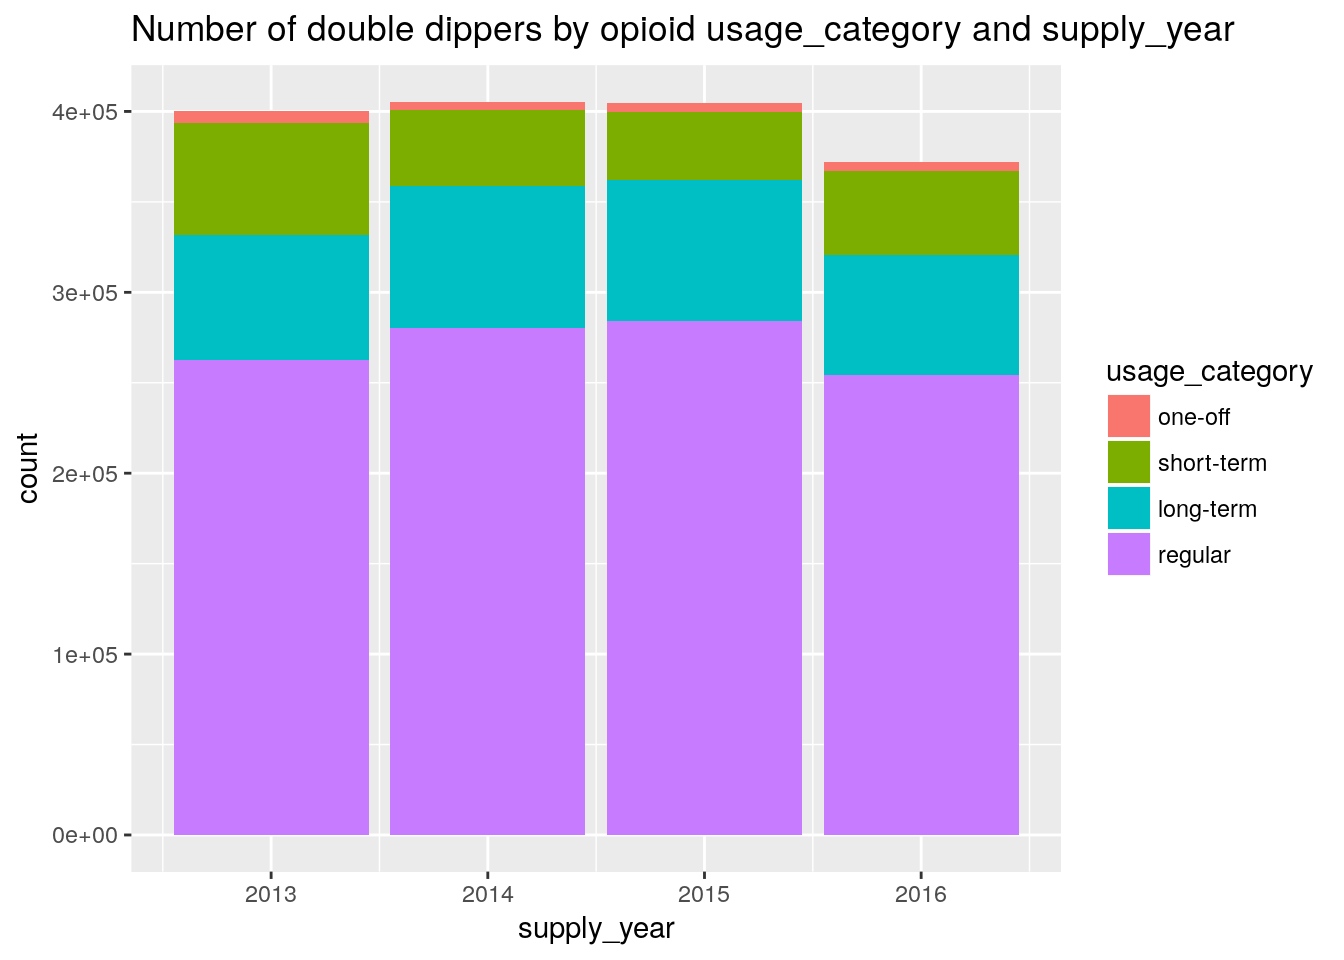 Number of double dippers by opioid usage_category and supply_year
count
4e+05
3e+05
2e+05
1e+05
0e+00
2013 2014 2015 2016
supply_year
usage_category
one-off
short-term
long-term
regular